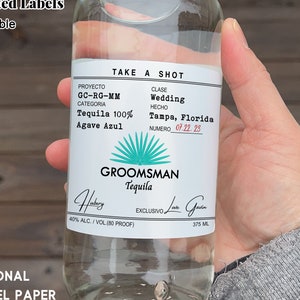 ed Labels
ble
TAKE A SHOT
PROYECTO
GC-RG-MM
CATEGORIA
Tequila 100%
Agave Azul
CLASE
Wedding
HECHO
Tampa, Florida
NUMERO 07.22.23
GROOMSMAN
Tequila
EXCLUSIVO
40% ALC. / VOL (80 PROOF)
375 ML
ONAL
EL PAPER